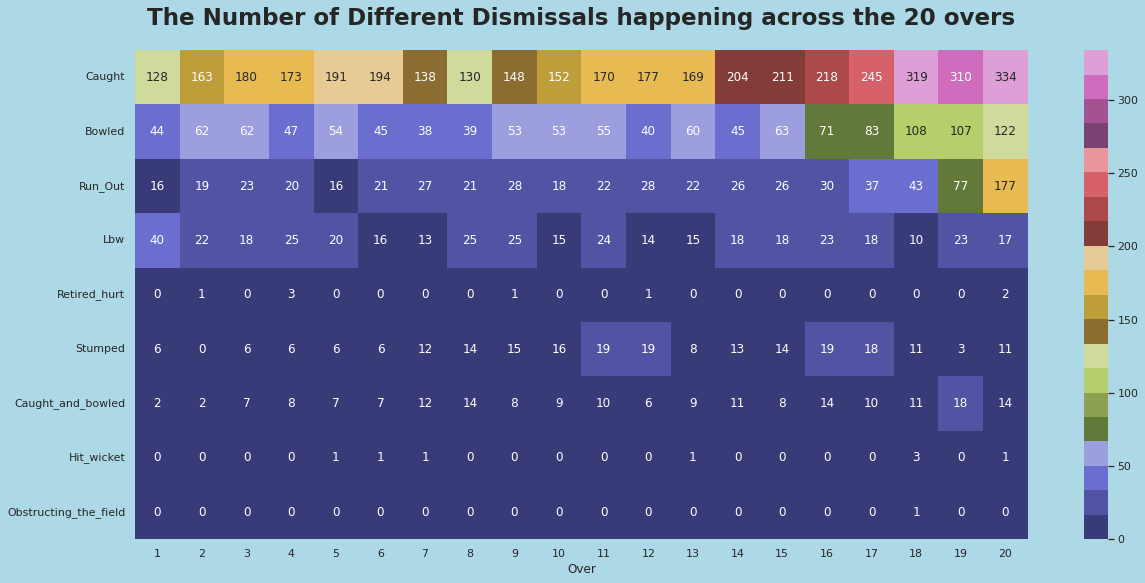 The Number of Different Dismissals happening across the 20 overs
Caught 128 163 180 173 191 194 138 130 148 152 170 177 169 204 211 218 245 319 310 334
Bowled 44 62 62 47 54 45 38 39 53 53 55 40 60 45 63 71 83 108 107 122
Run_Out 16 19 23 20 16 21 27 21 28 18 22 28 22 26 26 30 37 43 77 177
Lbw 40 22 18 25 20 16 13 25 25 15 24 14 15 18 18 23 18 10 23 17
Retired_hurt 0 1 0 3 0 0 0 0 1 0 0 1 0 0 0 0 0 0 0 2
Stumped 6 0 6 6 6 6 12 14 15 16 19 19 8 13 14 19 18 11 3 11
Caught_and_bowled 2 2 7 8 7 7 12 14 8 9 10 6 9 11 8 14 10 11 18 14
Hit_wicket 0 0 0 0 1 1 1 0 0 0 0 0 1 0 0 0 0 3 0 1
Obstructing_the_field 0 0 0 0 0 0 0 0 0 0 0 0 0 0 0 0 0 1 0 0
1 2 3 4 5 6 7 8 9 10 11 12 13 14 15 16 17 18 19 20
Over
300
250
200
150
100
50
0